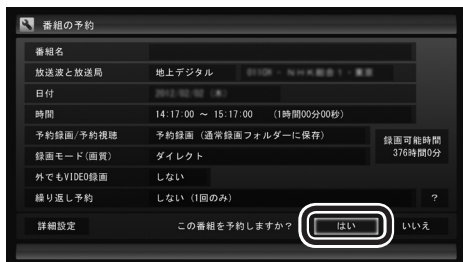 番組の予約
番組名
放送波と放送局 地上デジタル
日付
時間 14:17:00 ～ 15:17:00 (1時間00分00秒)
予約録画/予約視聴 予約録画(通常録画フォルダーに保存)
録画可能時間
376時間0分
録画モード(画質) ダイレクト
外でもVIDEO録画 しない
繰り返し予約 しない(1回のみ) ?
詳細設定 この番組を予約しますか? はい いいえ